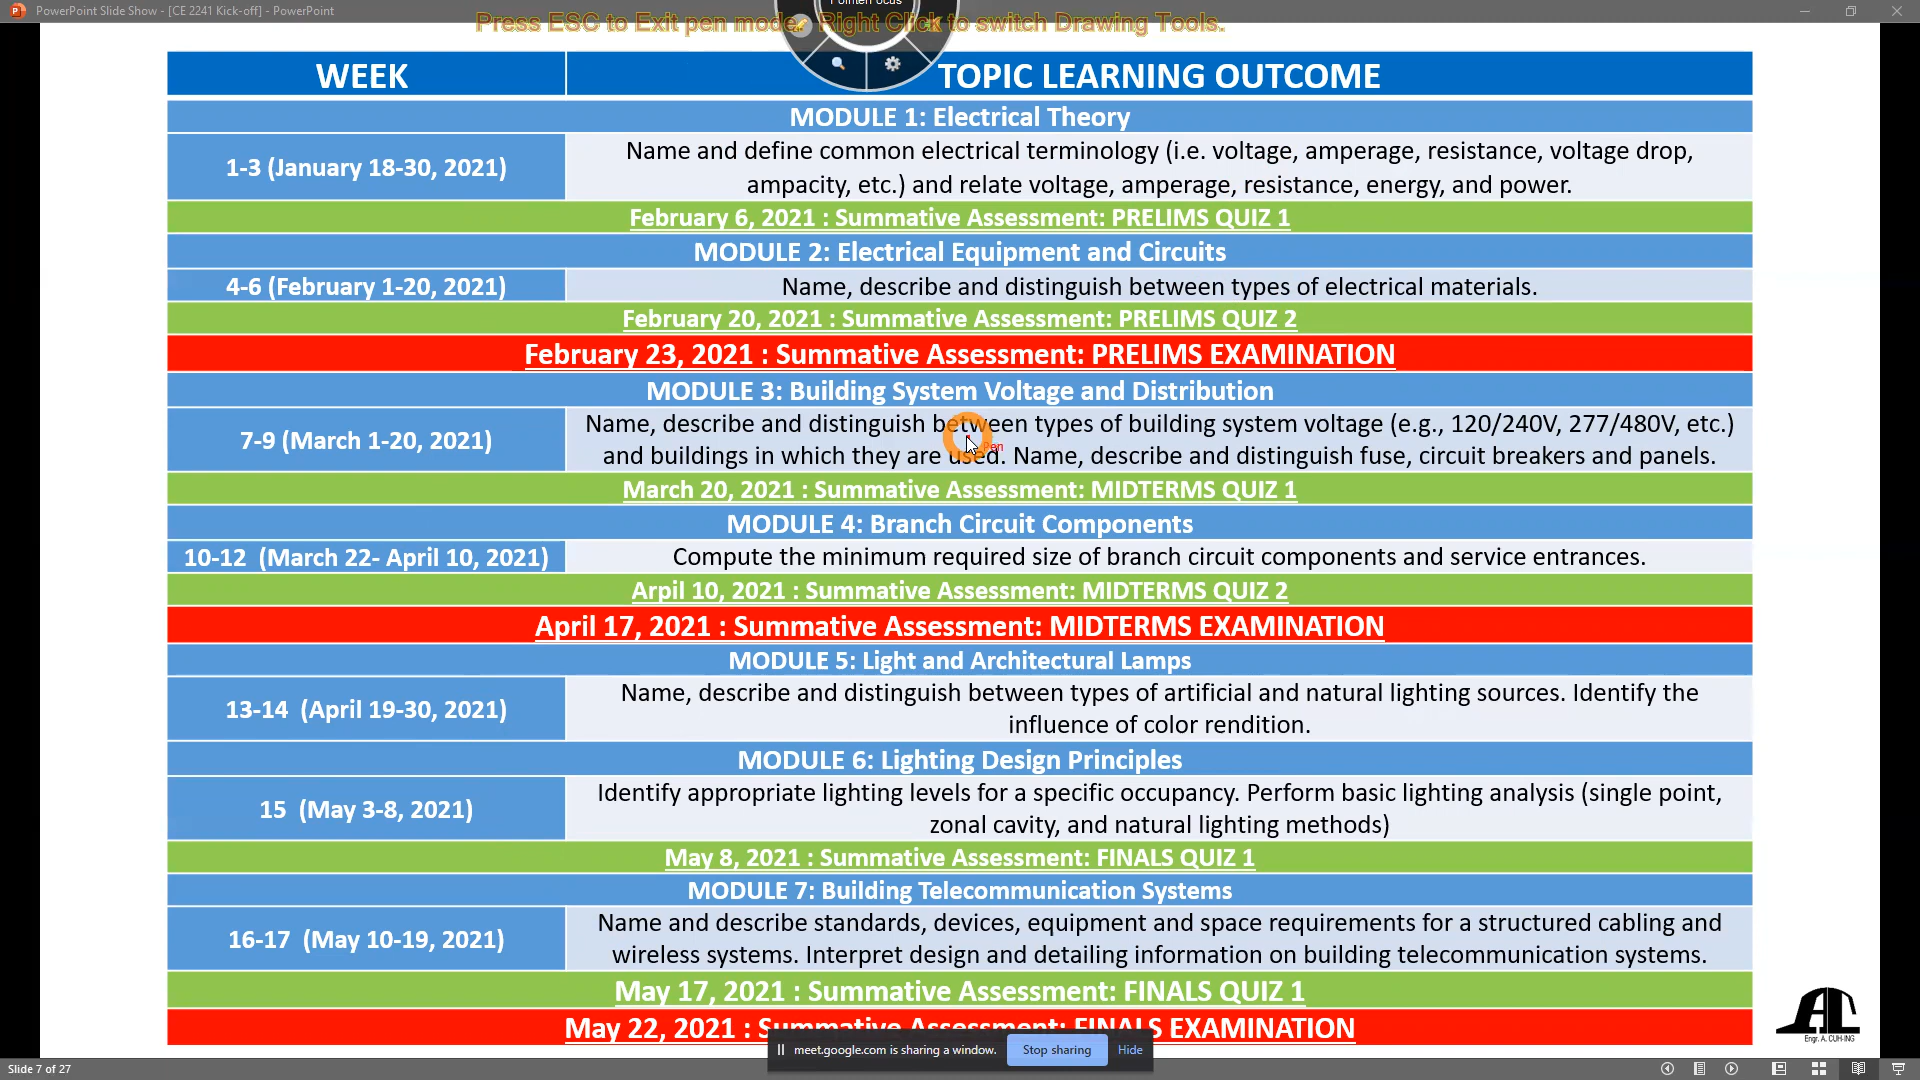 PowerPoint Slide Show - [CE 2241 Kick-off] - PowerPoint
Press ESC to Exit pen mode. Right Click to switch Drawing Tools.
WEEK
TOPIC LEARNING OUTCOME
MODULE 1: Electrical Theory
1-3 (January 18-30, 2021)
Name and define common electrical terminology (i.e. voltage, amperage, resistance, voltage drop,
ampacity, etc.) and relate voltage, amperage, resistance, energy, and power.
February 6, 2021 : Summative Assessment: PRELIMS QUIZ 1
MODULE 2: Electrical Equipment and Circuits
4-6 (February 1-20, 2021)
Name, describe and distinguish between types of electrical materials.
February 20, 2021 : Summative Assessment: PRELIMS QUIZ 2
February 23, 2021 : Summative Assessment: PRELIMS EXAMINATION
MODULE 3: Building System Voltage and Distribution
7-9 (March 1-20, 2021)
Name, describe and distinguish between types of building system voltage (e.g., 120/240V, 277/480V, etc.)
and buildings in which they are used. Name, describe and distinguish fuse, circuit breakers and panels.
Pen
March 20, 2021 : Summative Assessment: MIDTERMS QUIZ 1
MODULE 4: Branch Circuit Components
10-12 (March 22- April 10, 2021)
Compute the minimum required size of branch circuit components and service entrances.
Arpil 10, 2021 : Summative Assessment: MIDTERMS QUIZ 2
April 17, 2021 : Summative Assessment: MIDTERMS EXAMINATION
MODULE 5: Light and Architectural Lamps
13-14 (April 19-30, 2021)
Name, describe and distinguish between types of artificial and natural lighting sources. Identify the
influence of color rendition.
MODULE 6: Lighting Design Principles
15 (May 3-8, 2021)
Identify appropriate lighting levels for a specific occupancy. Perform basic lighting analysis (single point,
zonal cavity, and natural lighting methods)
May 8, 2021 : Summative Assessment: FINALS QUIZ 1
MODULE 7: Building Telecommunication Systems
16-17 (May 10-19, 2021)
Name and describe standards, devices, equipment and space requirements for a structured cabling and
wireless systems. Interpret design and detailing information on building telecommunication systems.
May 17, 2021 : Summative Assessment: FINALS QUIZ 1
May 22, 2021 : Summative Assessment: FINALS EXAMINATION
Engr. A. CUH-ING
meet.google.com is sharing a window.
Stop sharing
Hide
Slide 7 of 27